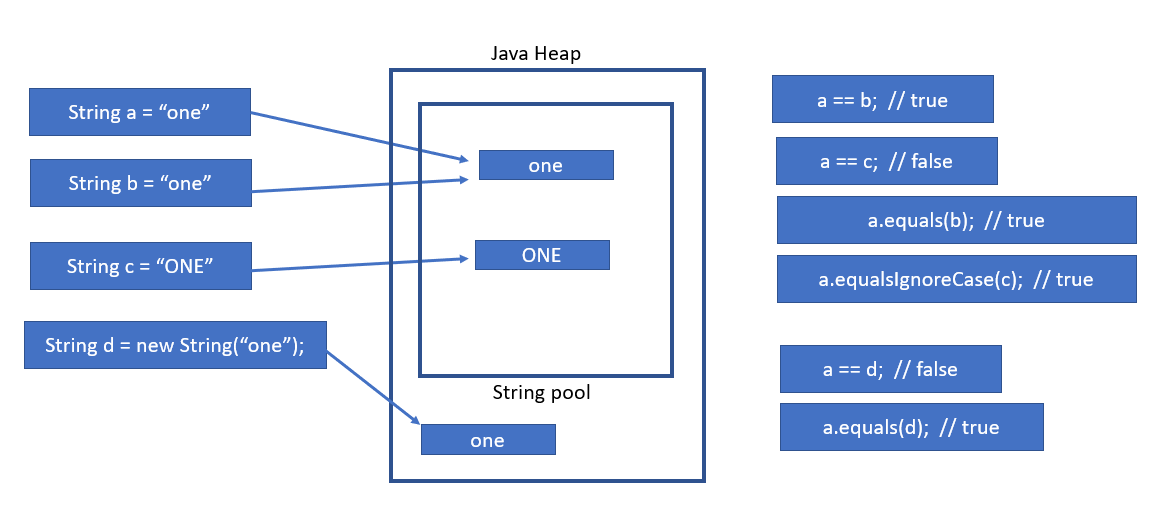 Java Heap
String a = “one”
String b = “one”
String c = “ONE”
String d = new String(“one”);
one
ONE
String pool
one
a == b;  // true
a == c;  // false
a.equals(b);  // true
a.equalsIgnoreCase(c);  // true
a == d;  // false
a.equals(d);  // true